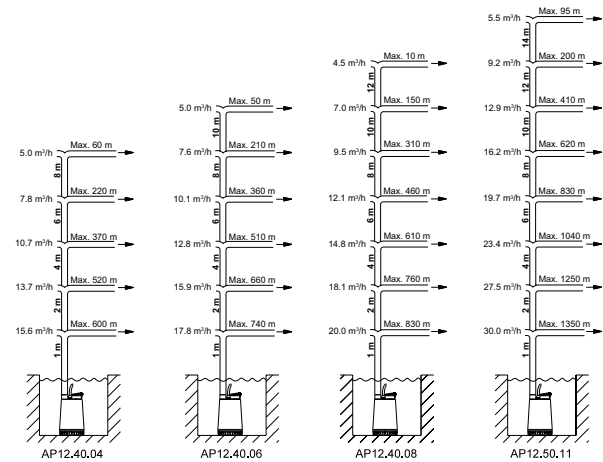 5.0 m³/h Max. 60 m
8 m
7.8 m³/h Max. 220 m
6 m
10.7 m³/h Max. 370 m
4 m
13.7 m³/h Max. 520 m
2 m
15.6 m³/h Max. 600 m
1 m
AP12.40.04
5.0 m³/h Max. 50 m
10 m
7.6 m³/h Max. 210 m
8 m
10.1 m³/h Max. 360 m
6 m
12.8 m³/h Max. 510 m
4 m
15.9 m³/h Max. 660 m
2 m
17.8 m³/h Max. 740 m
1 m
AP12.40.06
4.5 m³/h Max. 10 m
12 m
7.0 m³/h Max. 150 m
10 m
9.5 m³/h Max. 310 m
8 m
12.1 m³/h Max. 460 m
6 m
14.8 m³/h Max. 610 m
4 m
18.1 m³/h Max. 760 m
2 m
20.0 m³/h Max. 830 m
1 m
AP12.40.08
5.5 m³/h Max. 95 m
14 m
9.2 m³/h Max. 200 m
12 m
12.9 m³/h Max. 410 m
10 m
16.2 m³/h Max. 620 m
8 m
19.7 m³/h Max. 830 m
6 m
23.4 m³/h Max. 1040 m
4 m
27.5 m³/h Max. 1250 m
2 m
30.0 m³/h Max. 1350 m
1 m
AP12.50.11